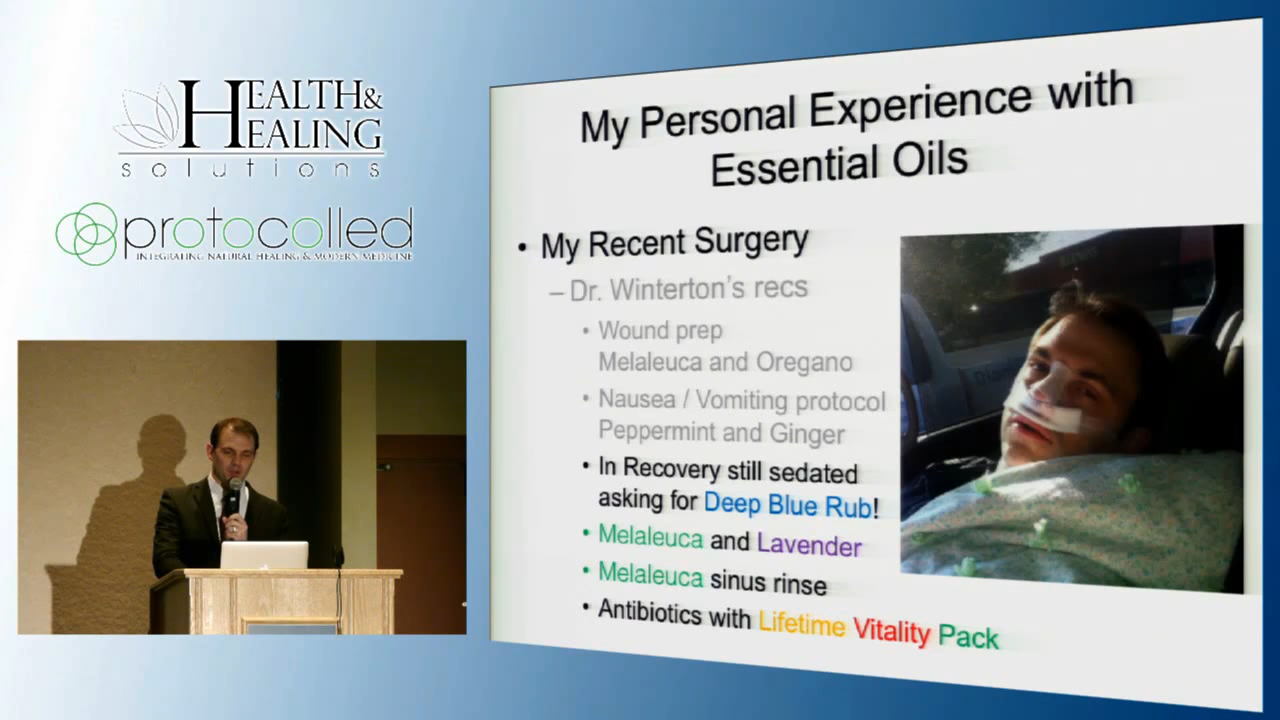 HEALTH&
HEALING
solutions
protocolled
INTEGRATING NATURAL HEALING & MODERN MEDICINE
My Personal Experience with
Essential Oils
• My Recent Surgery
– Dr. Winterton's recs
• Wound prep
Melaleuca and Oregano
• Nausea / Vomiting protocol
Peppermint and Ginger
• In Recovery still sedated
asking for Deep Blue Rub!
• Melaleuca and Lavender
• Melaleuca sinus rinse
• Antibiotics with Lifetime Vitality Pack